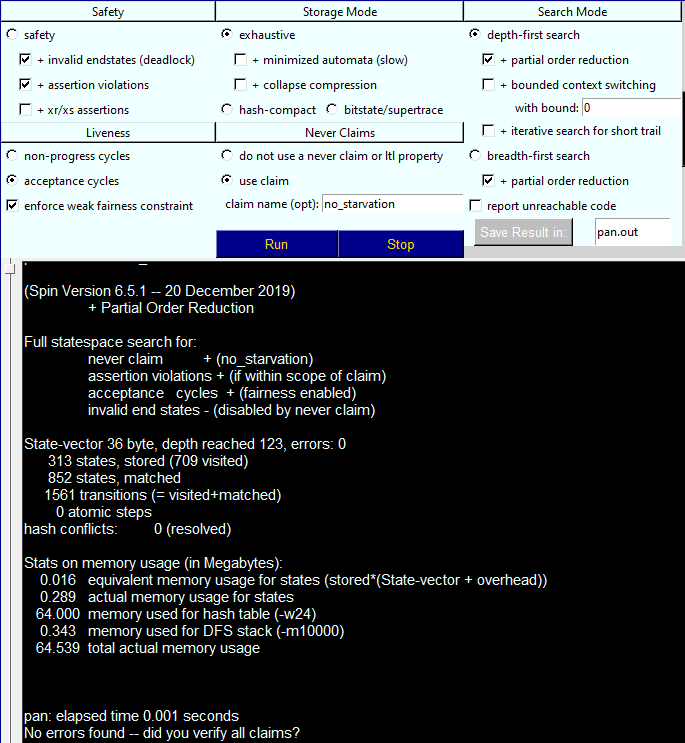 Safety
Storage Mode
Search Mode
safety
exhaustive
depth-first search
+ invalid endstates (deadlock)
+ minimized automata (slow)
+ partial order reduction
+ assertion violations
+ collapse compression
+ bounded context switching
+ xr/xs assertions
hash-compact bitstate/supertrace
with bound: 0
Liveness
Never Claims
+ iterative search for short trail
non-progress cycles
do not use a never claim or ltl property
breadth-first search
acceptance cycles
use claim
+ partial order reduction
enforce weak fairness constraint
claim name (opt): no_starvation
report unreachable code
Run Stop
Save Result in: pan.out
(Spin Version 6.5.1 -- 20 December 2019)
+ Partial Order Reduction
Full statespace search for:
never claim + (no_starvation)
assertion violations + (if within scope of claim)
acceptance cycles + (fairness enabled)
invalid end states - (disabled by never claim)
State-vector 36 byte, depth reached 123, errors: 0
313 states, stored (709 visited)
852 states, matched
1561 transitions (= visited+matched)
0 atomic steps
hash conflicts: 0 (resolved)
Stats on memory usage (in Megabytes):
0.016 equivalent memory usage for states (stored*(State-vector + overhead))
0.289 actual memory usage for states
64.000 memory used for hash table (-w24)
0.343 memory used for DFS stack (-m10000)
64.539 total actual memory usage
pan: elapsed time 0.001 seconds
No errors found -- did you verify all claims?